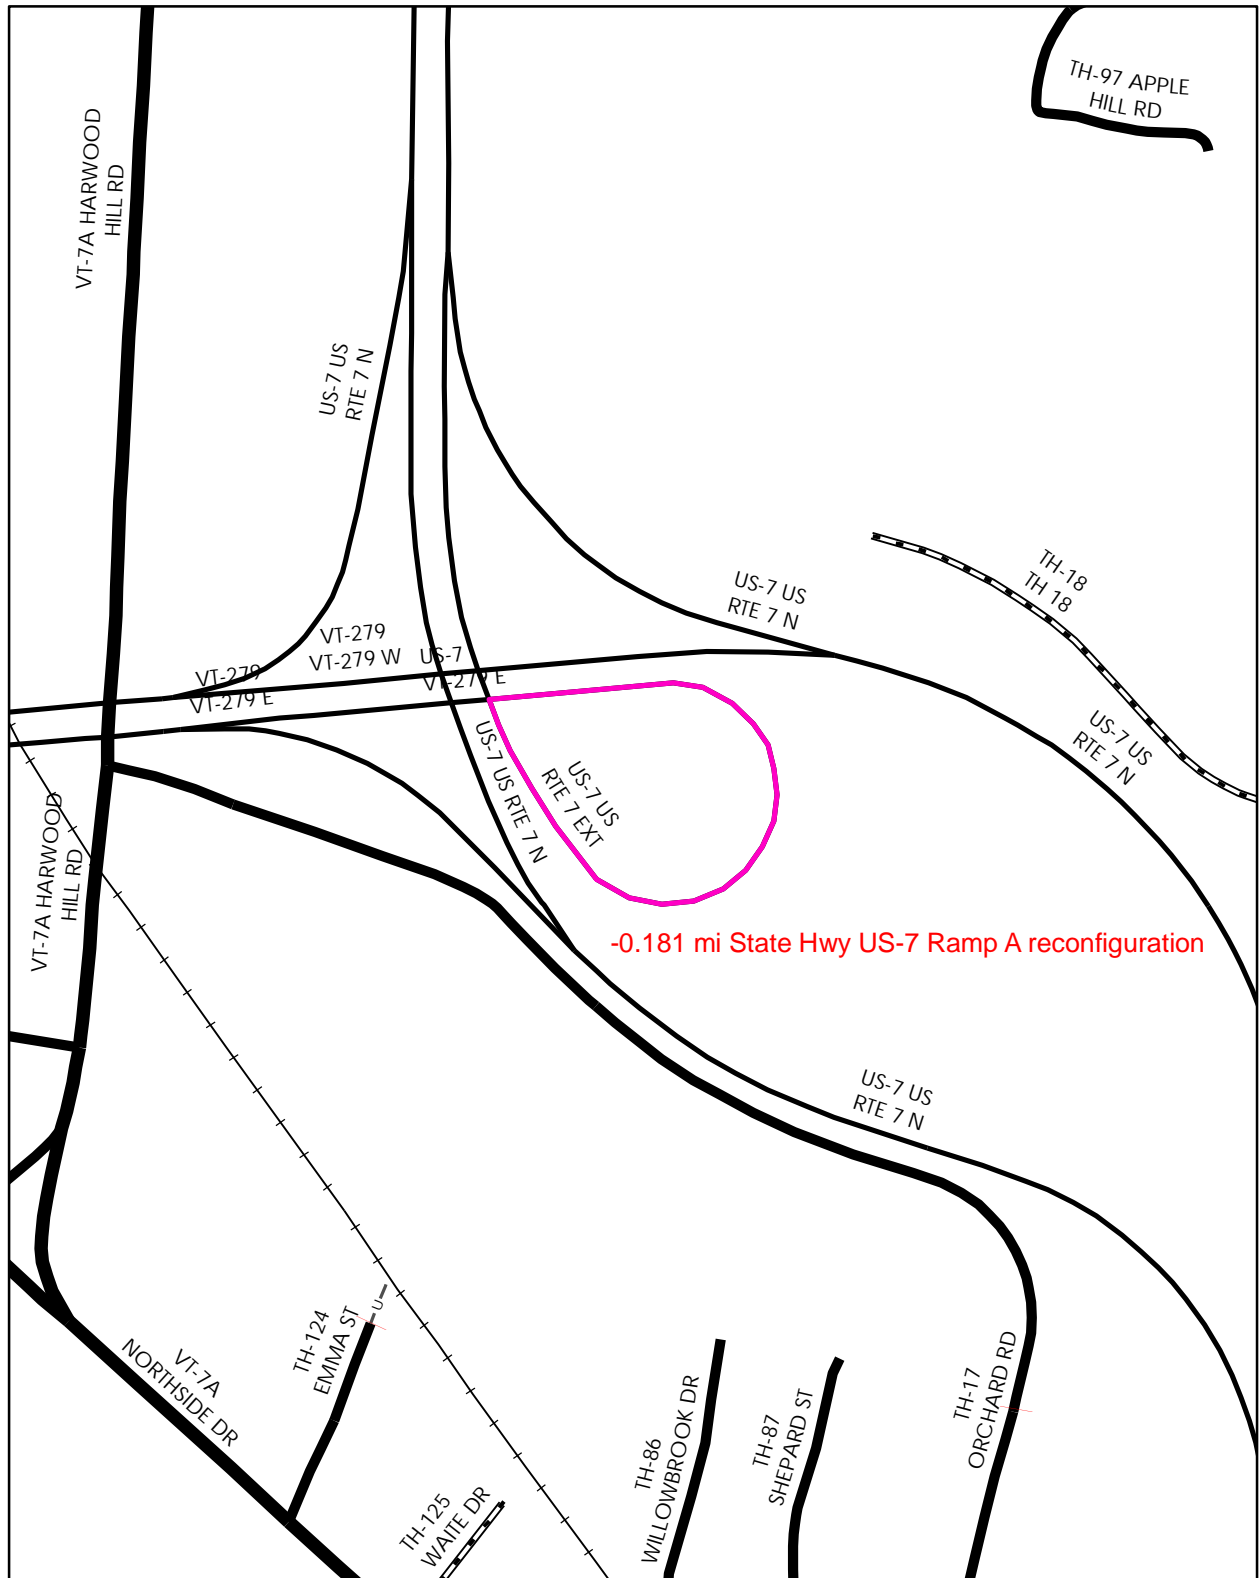 TH-97 APPLE
HILL RD
VT-7A HARWOOD
HILL RD
US-7 US
RTE 7 N
TH-18
TH 18
US-7 US
RTE 7 N
VT-279
VT-279 W
US-7
VT-279
VT-279 E
VT-279 E
US-7 US
RTE 7 N
US-7 US RTE 7 N
US-7 US
RTE 7 EXT
VT-7A HARWOOD
HILL RD
-0.181 mi State Hwy US-7 Ramp A reconfiguration
US-7 US
RTE 7 N
U
TH-124
EMMA ST
VT-7A
NORTHSIDE DR
TH-17
ORCHARD RD
TH-86
WILLOWBROOK DR
TH-87
SHEPARD ST
TH-125
WAITE DR